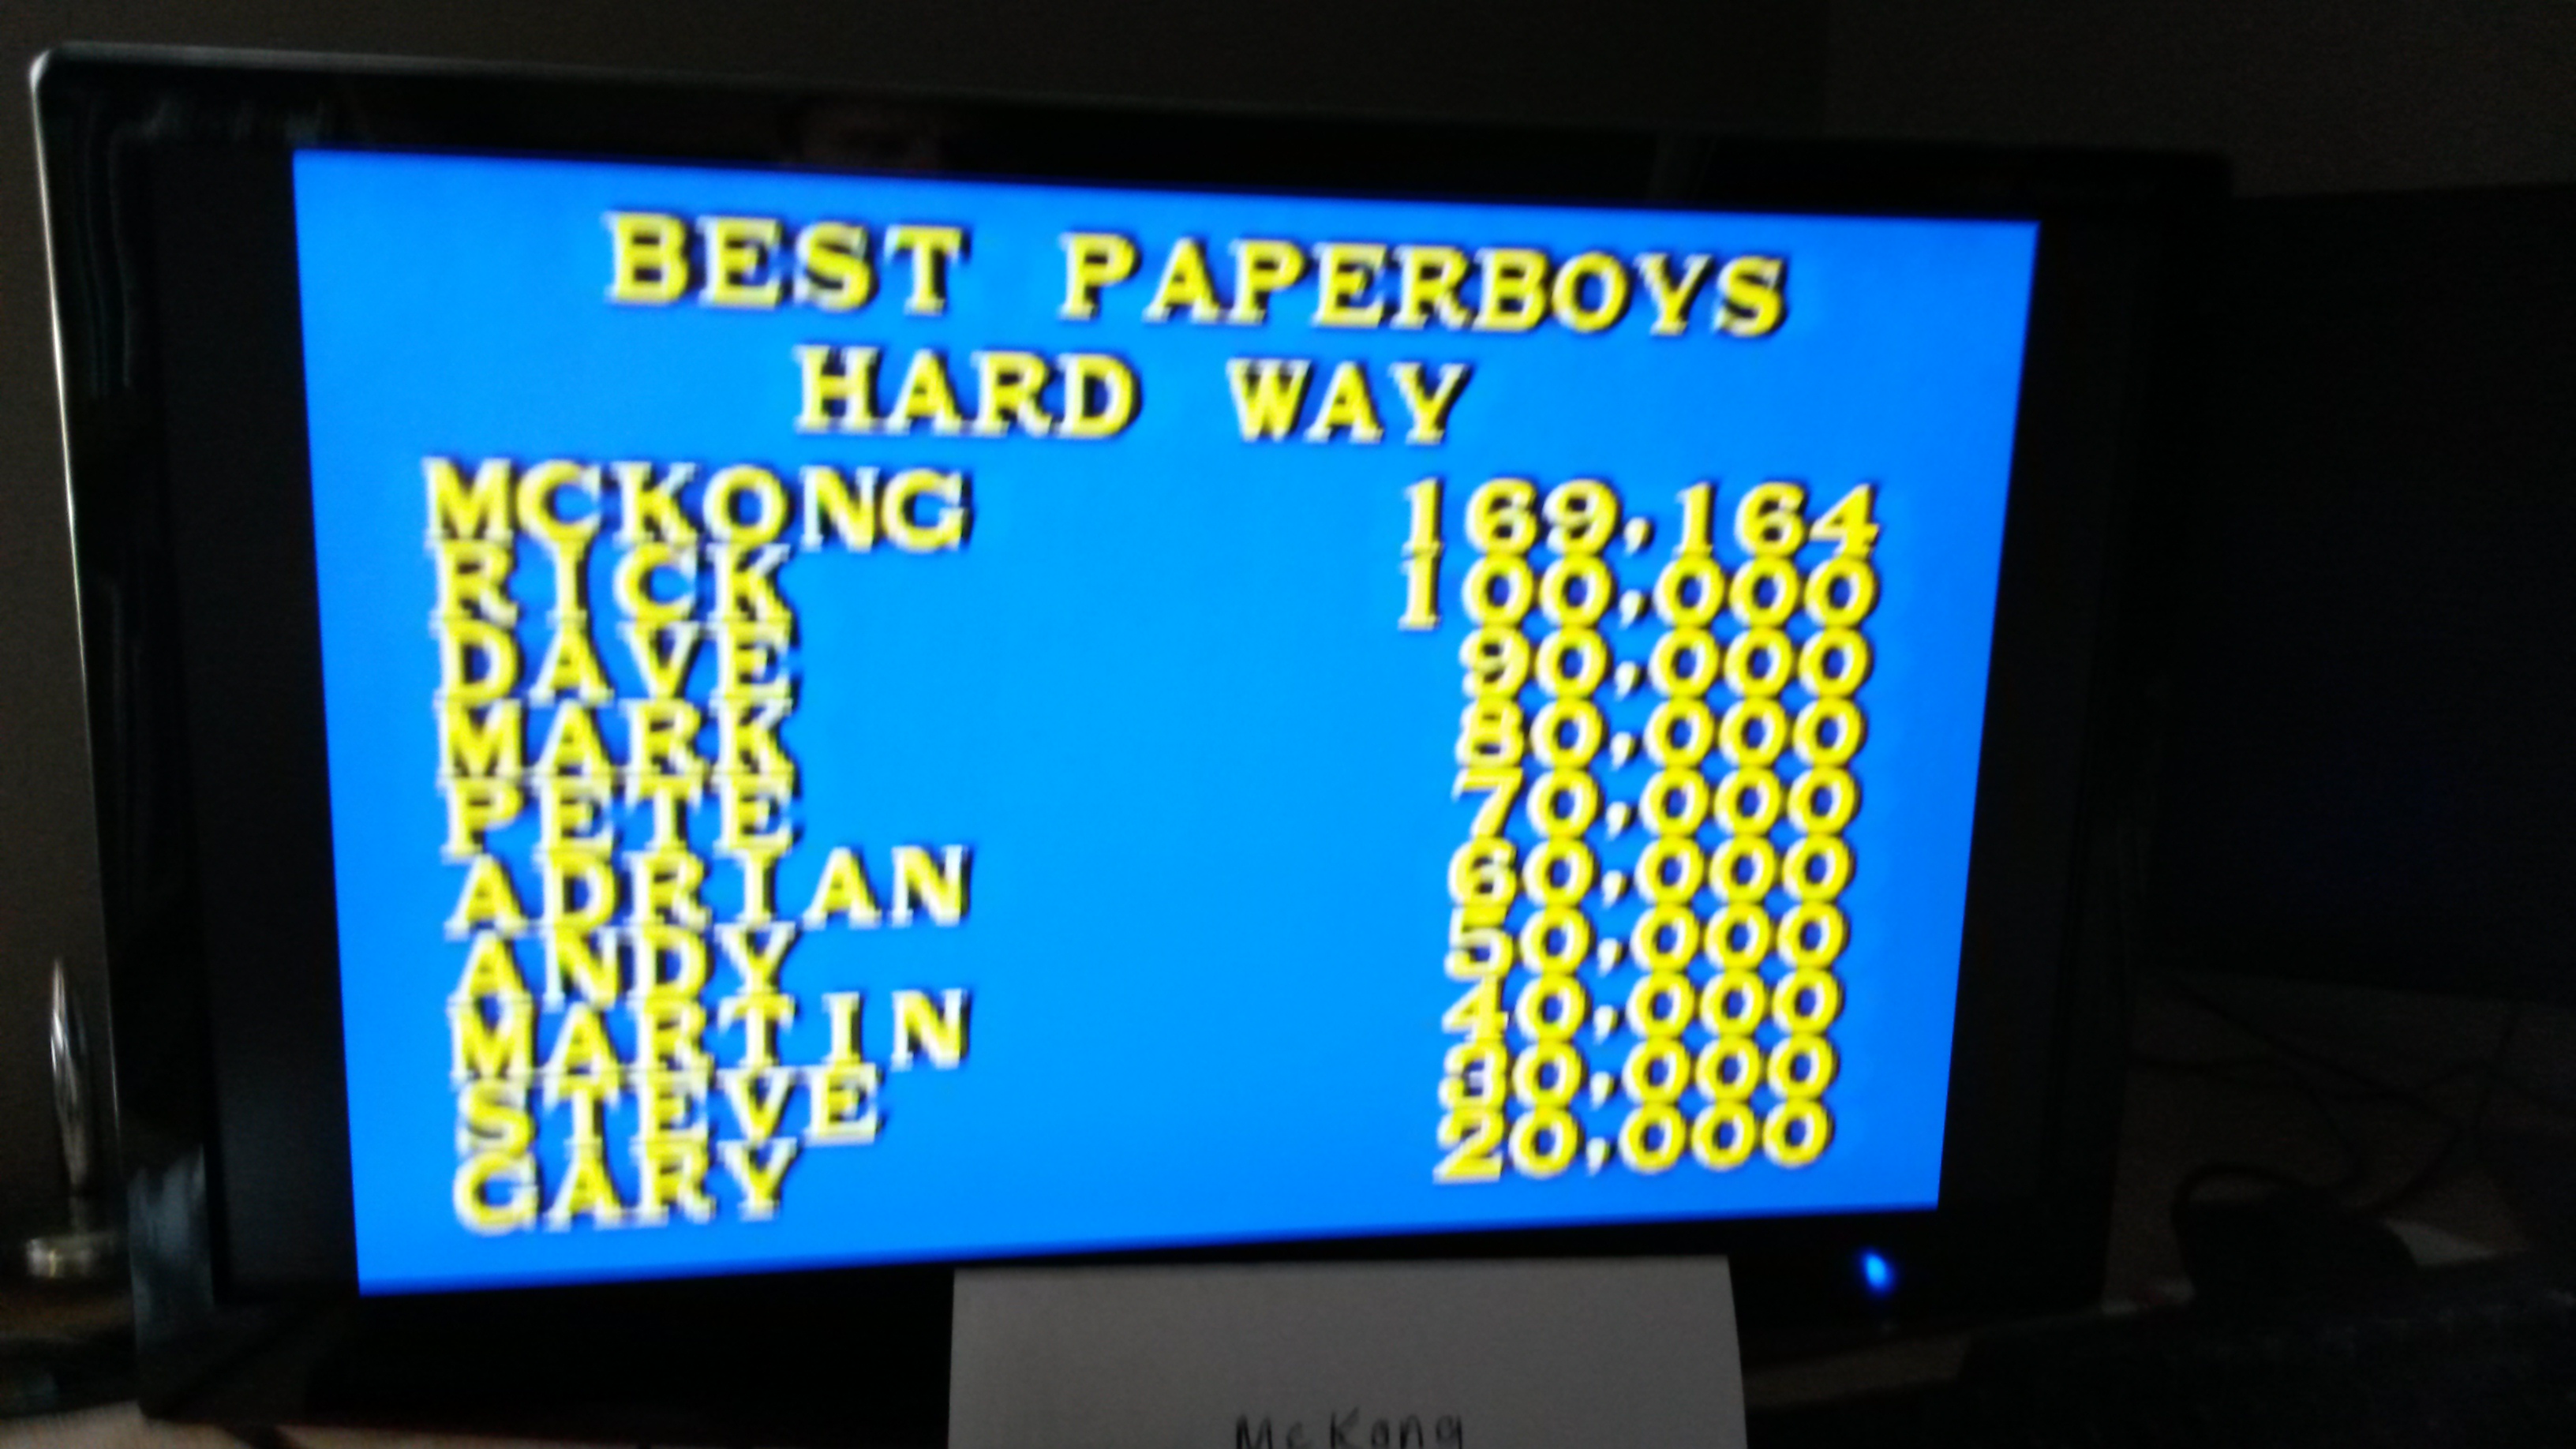 BEST PAPERBOYS
HARD WAY
MCKONG 169,164
RICK 100,000
DAVE 90,000
MARK 80,000
PETE 70,000
ADRIAN 60,000
ANDY 50,000
MARTIN 40,000
STEVE 30,000
GARY 20,000
McKong